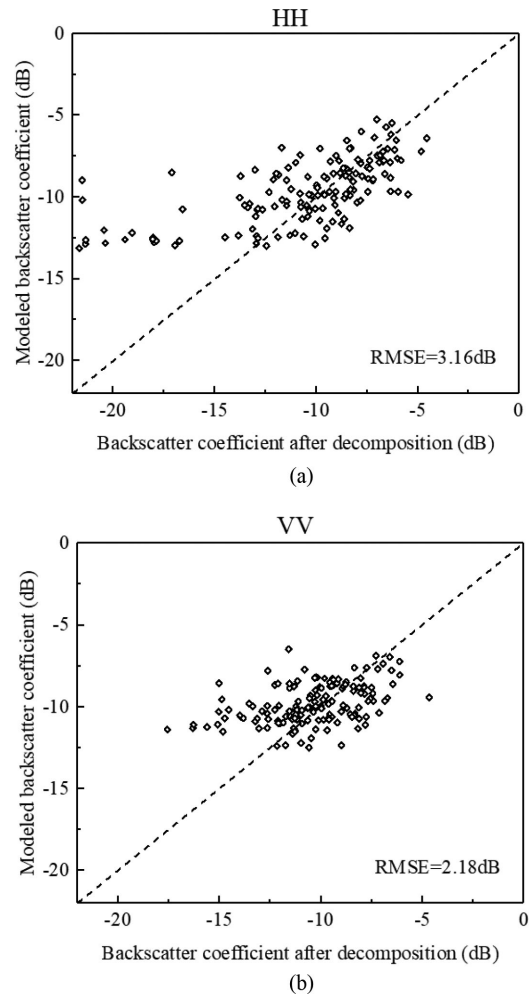 HH
0
-5
-10
-15
-20
Modeled backscatter coefficient (dB)
RMSE=3.16dB
-20 -15 -10 -5 0
Backscatter coefficient after decomposition (dB)
(a)
VV
0
-5
-10
-15
-20
Modeled backscatter coefficient (dB)
RMSE=2.18dB
-20 -15 -10 -5 0
Backscatter coefficient after decomposition (dB)
(b)